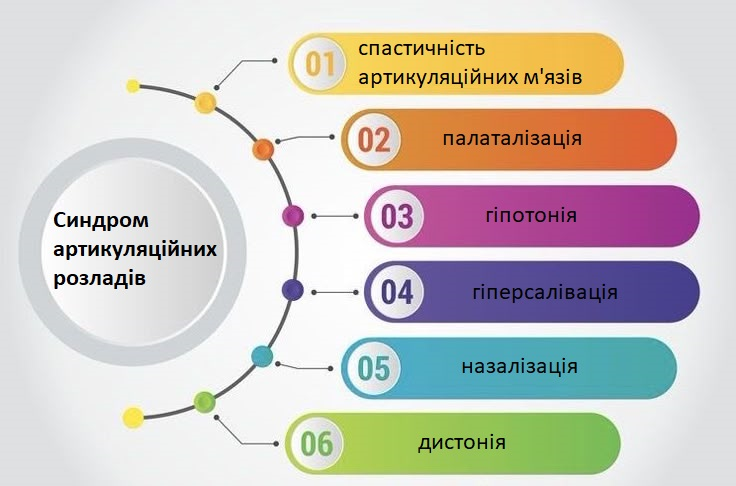 Синдром
артикуляційних
розладів
01
спастичність
артикуляційних м'язів
02
палаталізація
03
гіпотонія
04
гіперсалівація
05
назалізація
06
дистонія